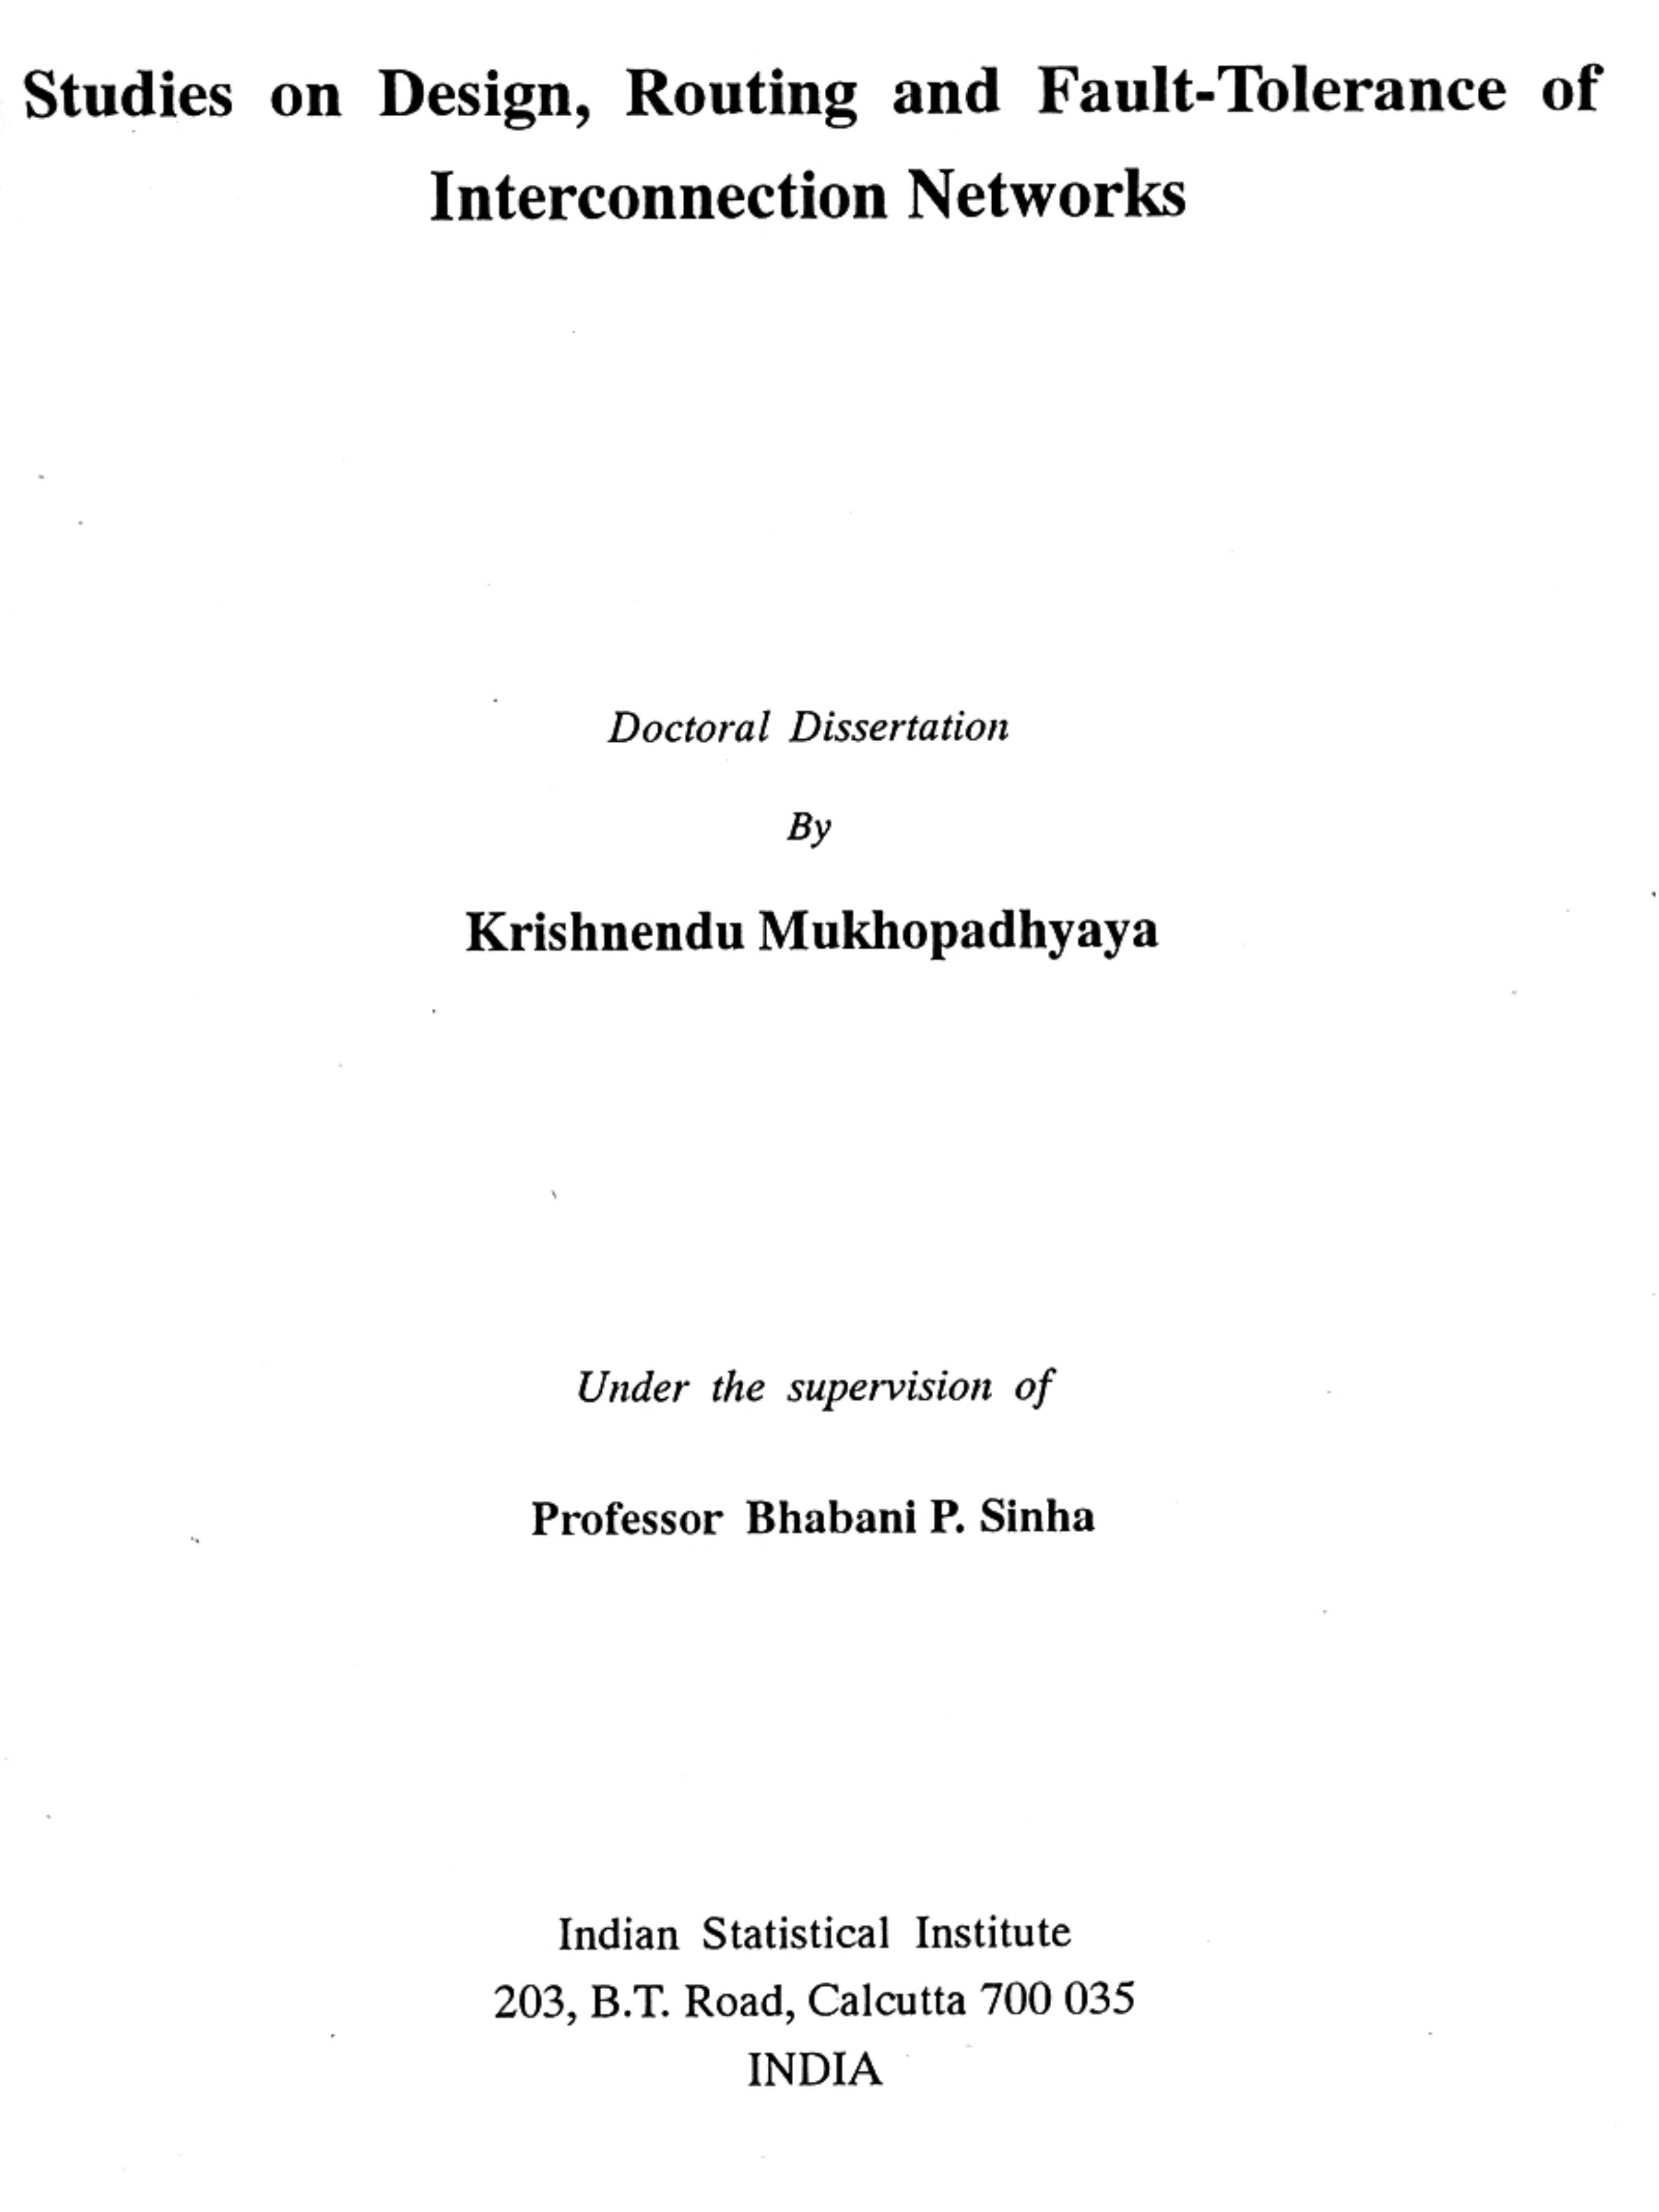 Studies on Design, Routing and Fault-Tolerance of
Interconnection Networks
Doctoral Dissertation
By
Krishnendu Mukhopadhyaya
Under the supervision of
Professor Bhabani P. Sinha
Indian Statistical Institute
203, B.T. Road, Calcutta 700 035
INDIA